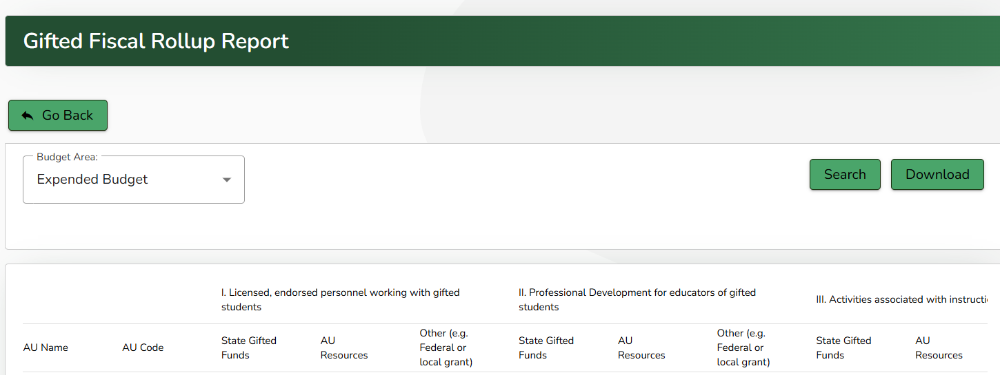 Gifted Fiscal Rollup Report
Go Back
Budget Area:
Expended Budget
Search
Download
I. Licensed, endorsed personnel working with gifted
students
II. Professional Development for educators of gifted
students
III. Activities associated with instructi
AU Name
AU Code
State Gifted
Funds
AU
Resources
Other (e.g.
Federal or
local grant)
State Gifted
Funds
AU
Resources
Other (e.g.
Federal or
local grant)
State Gifted
Funds
AU
Resources